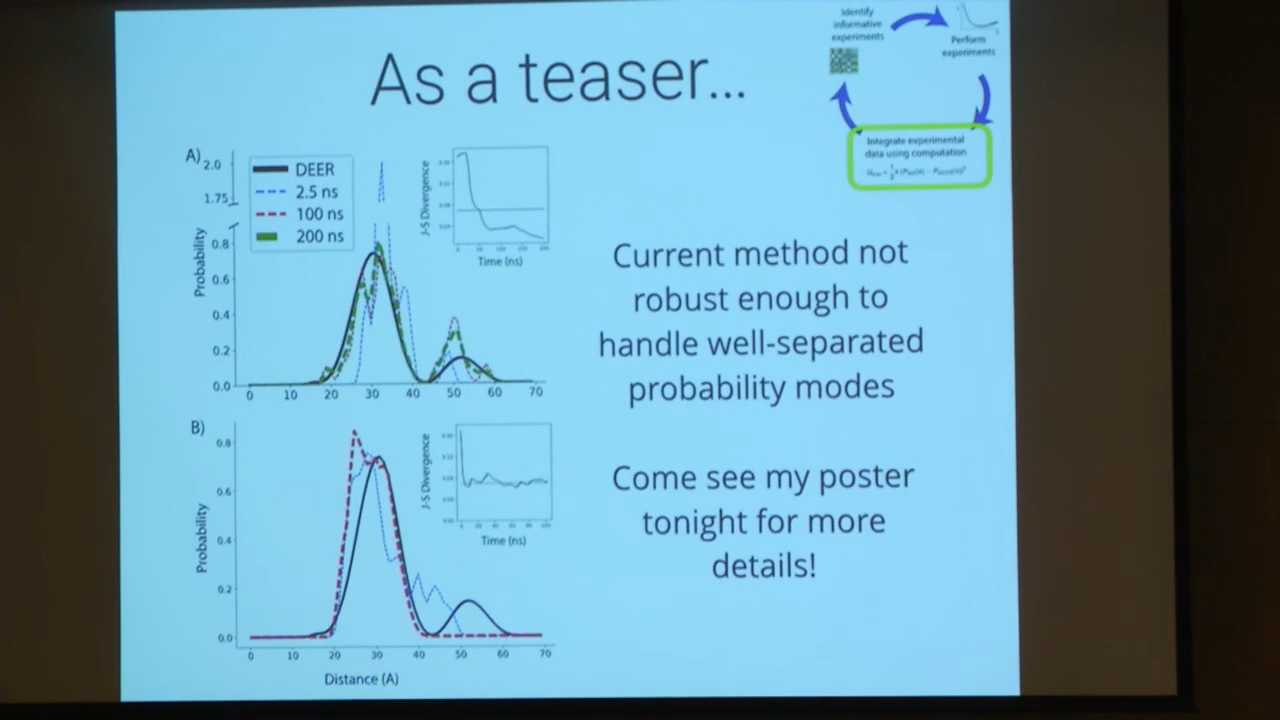 As a teaser...
Identify
informative
experiments
Perform
experiments
Integrate experimental
data using computation
A)
2.0
1.75
0.8
0.6
0.4
0.2
0.0
Probability
DEER
2.5 ns
100 ns
200 ns
J-S Divergence
Time (ns)
0 10 20 30 40 50 60 70
Current method not
robust enough to
handle well-separated
probability modes
B)
0.8
0.6
0.4
0.2
0.0
Probability
J-S Divergence
Time (ns)
0 10 20 30 40 50 60 70
Distance (A)
Come see my poster
tonight for more
details!